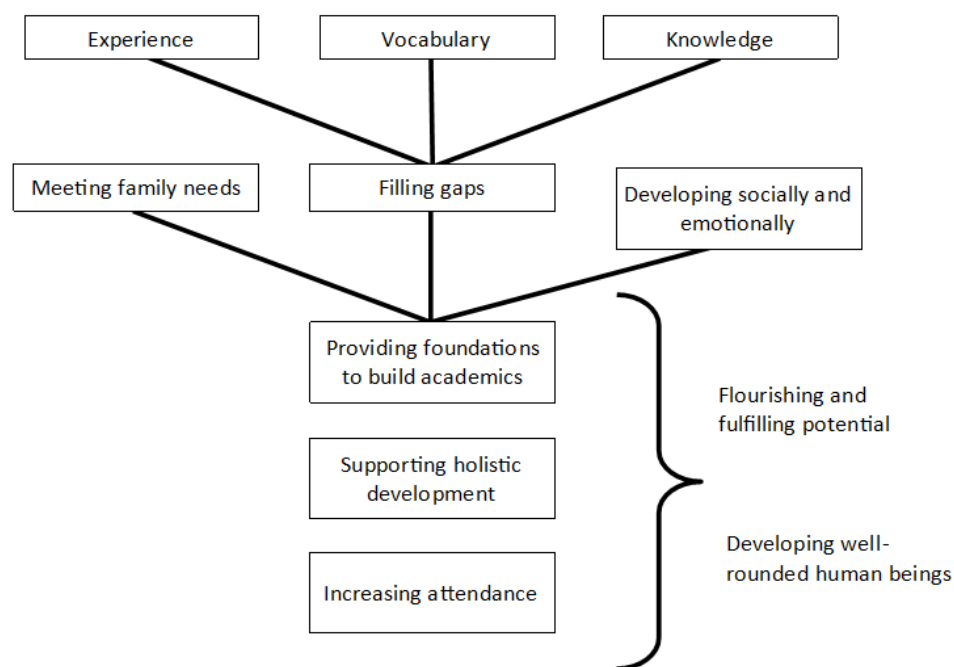 Experience
Vocabulary
Knowledge
Meeting family needs
Filling gaps
Developing socially and
emotionally
Providing foundations
to build academics
Supporting holistic
development
Increasing attendance
Flourishing and
fulfilling potential
Developing well-
rounded human beings